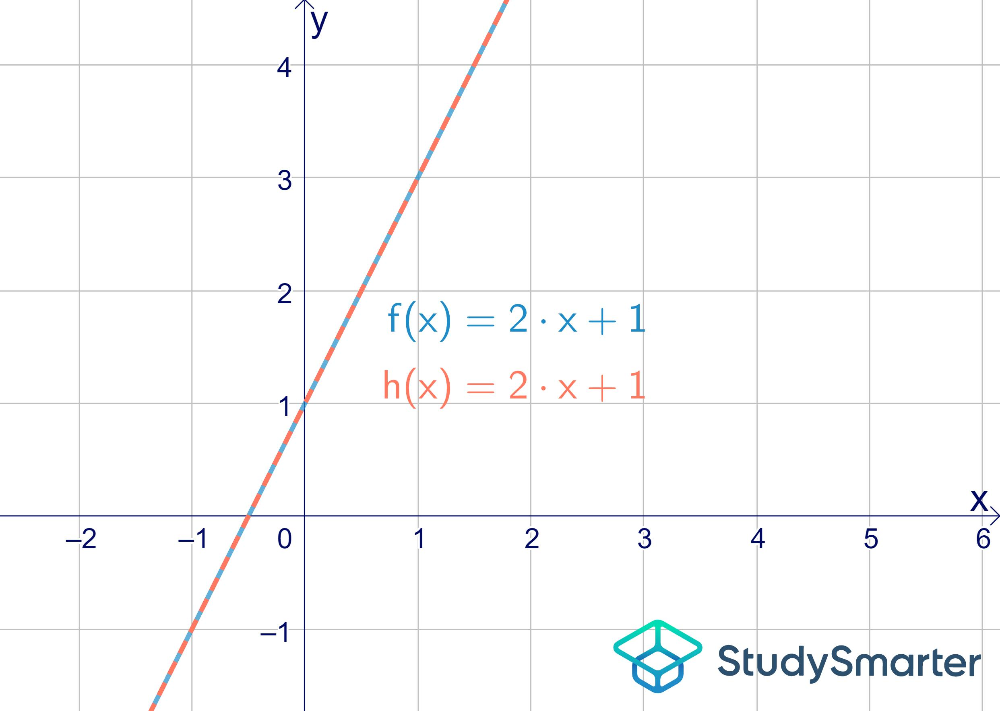 y
4
3
2
f(x) = 2 · x + 1
h(x) = 2 · x + 1
1
x
–2 –1 0 1 2 3 4 5 6
–1
StudySmarter